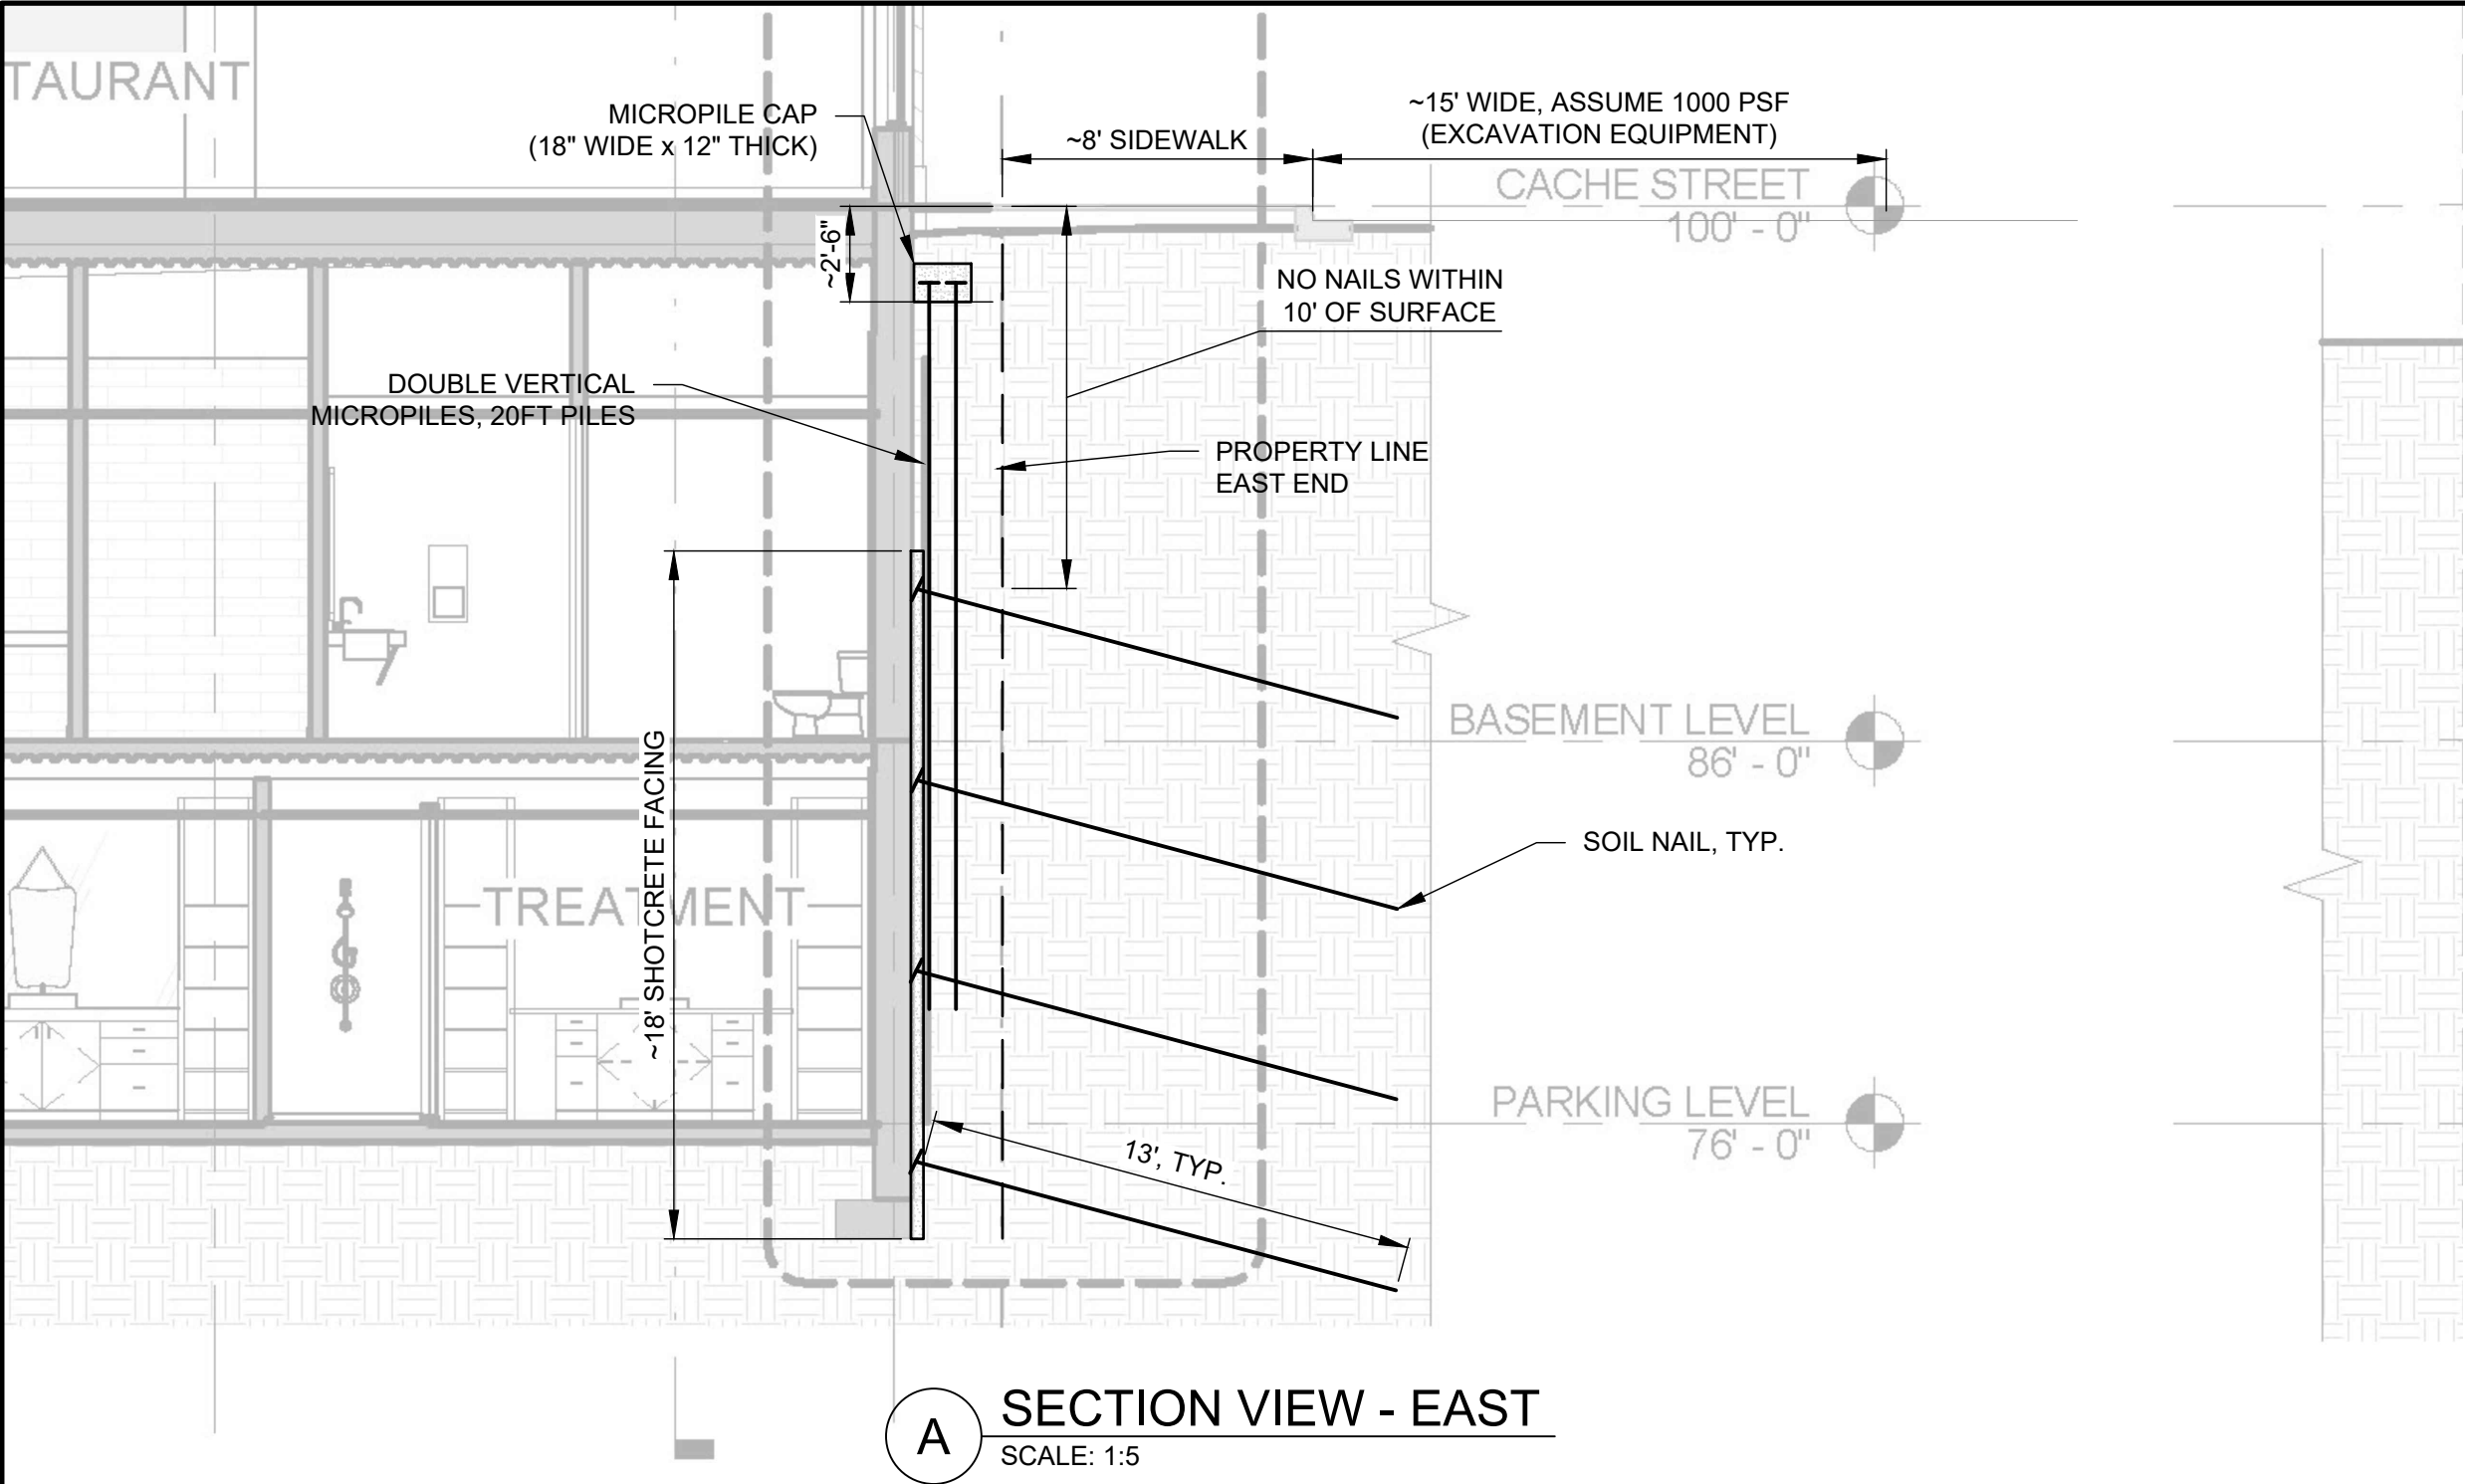 TAURANT
MICROPILE CAP
(18" WIDE x 12" THICK)
~8' SIDEWALK
~15' WIDE, ASSUME 1000 PSF
(EXCAVATION EQUIPMENT)
CACHE STREET
100' - 0"
~2'-6"
NO NAILS WITHIN
10' OF SURFACE
DOUBLE VERTICAL
MICROPILES, 20FT PILES
PROPERTY LINE
EAST END
BASEMENT LEVEL
86' - 0"
~18' SHOTCRETE FACING
SOIL NAIL, TYP.
TREATMENT
PARKING LEVEL
76' - 0"
13', TYP.
A
SECTION VIEW - EAST
SCALE: 1:5